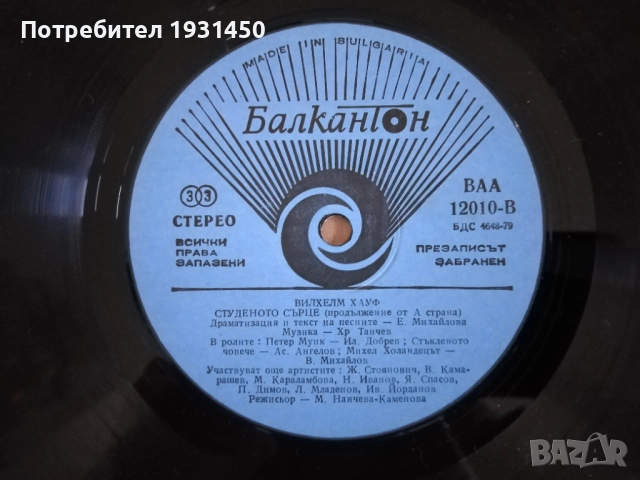 Потребител 1931450
MADE IN BULGARIA
Балкантон
33
СТЕРЕО
ВСИЧКИ
ПРАВА
ЗАПАЗЕНИ
ВАА
12010-В
БДС 4648-79
ПРЕЗАПИСЪТ
ЗАБРАНЕН
ВИЛХЕЛМ ХАУФ
СТУДЕНОТО СЪРЦЕ (продължение от А страна)
Драматизация и текст на песните — Е. Михайлова
Музика — Хр Танчев
В ролите: Петер Мунк — Ил. Добрев; Стъкленото
човече — Ас. Ангелов; Михел Холандецът —
В. Михайлов
Участвуват още артистите: Ж. Стоянович, В. Кама-
рашев, М. Караламбова, Н. Иванов, Я. Спасов,
П. Димов, Л. Младенов, Ив. Йорданов
Режисьор — М. Нанчева-Каменова
BAZAR